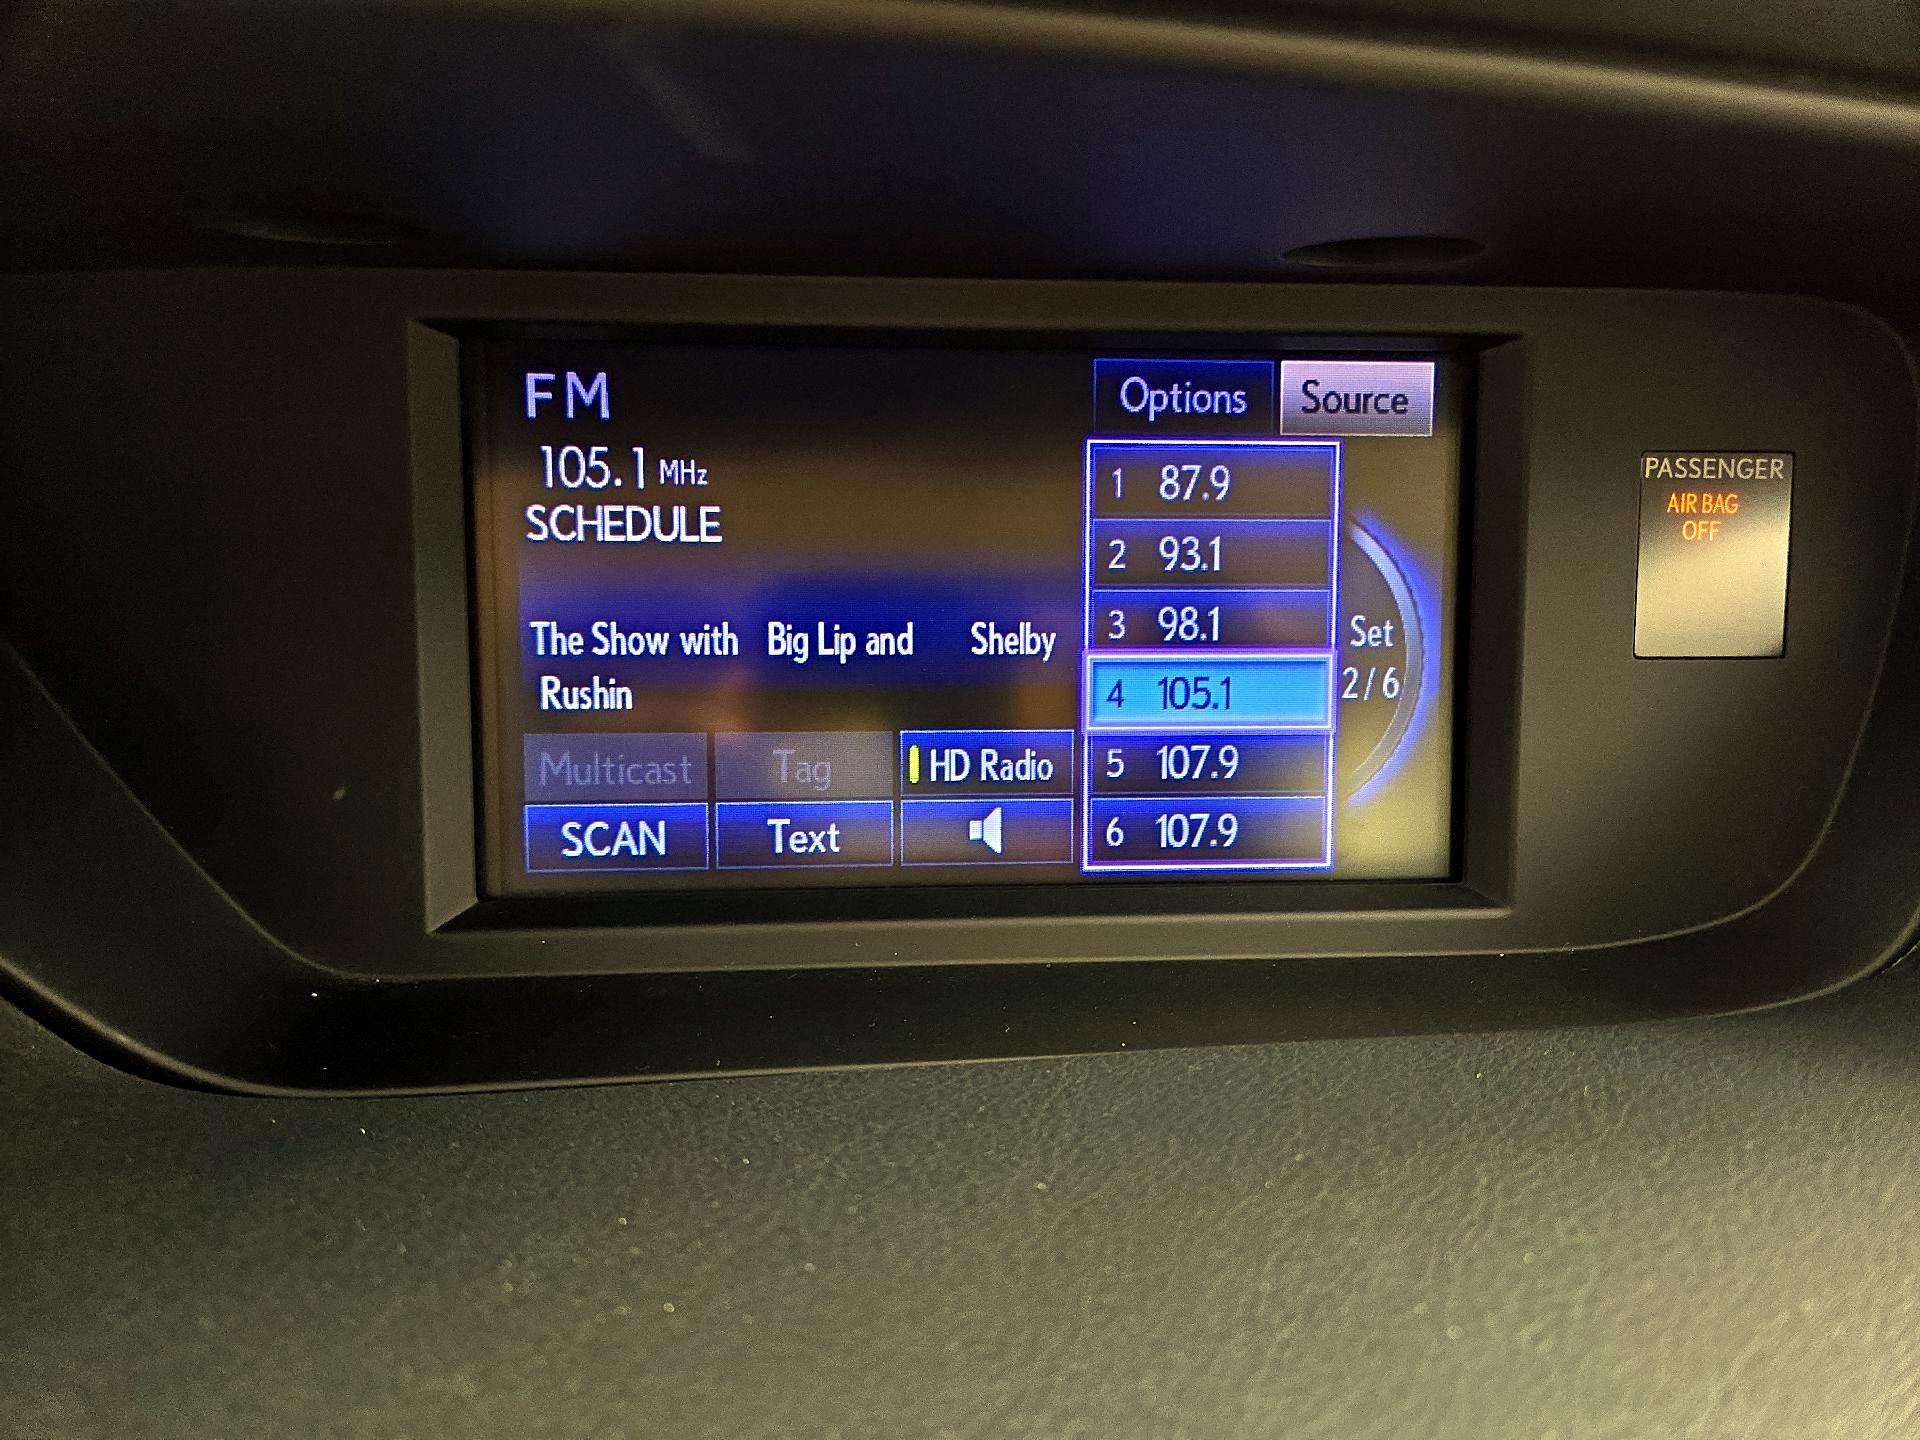 FM
Options
Source
105.1 MHz
SCHEDULE
The Show with Big Lip and Shelby
Rushin
Multicast
Tag
HD Radio
SCAN
Text
1 87.9
2 93.1
3 98.1
4 105.1
5 107.9
6 107.9
Set
2/6
PASSENGER
AIR BAG
OFF